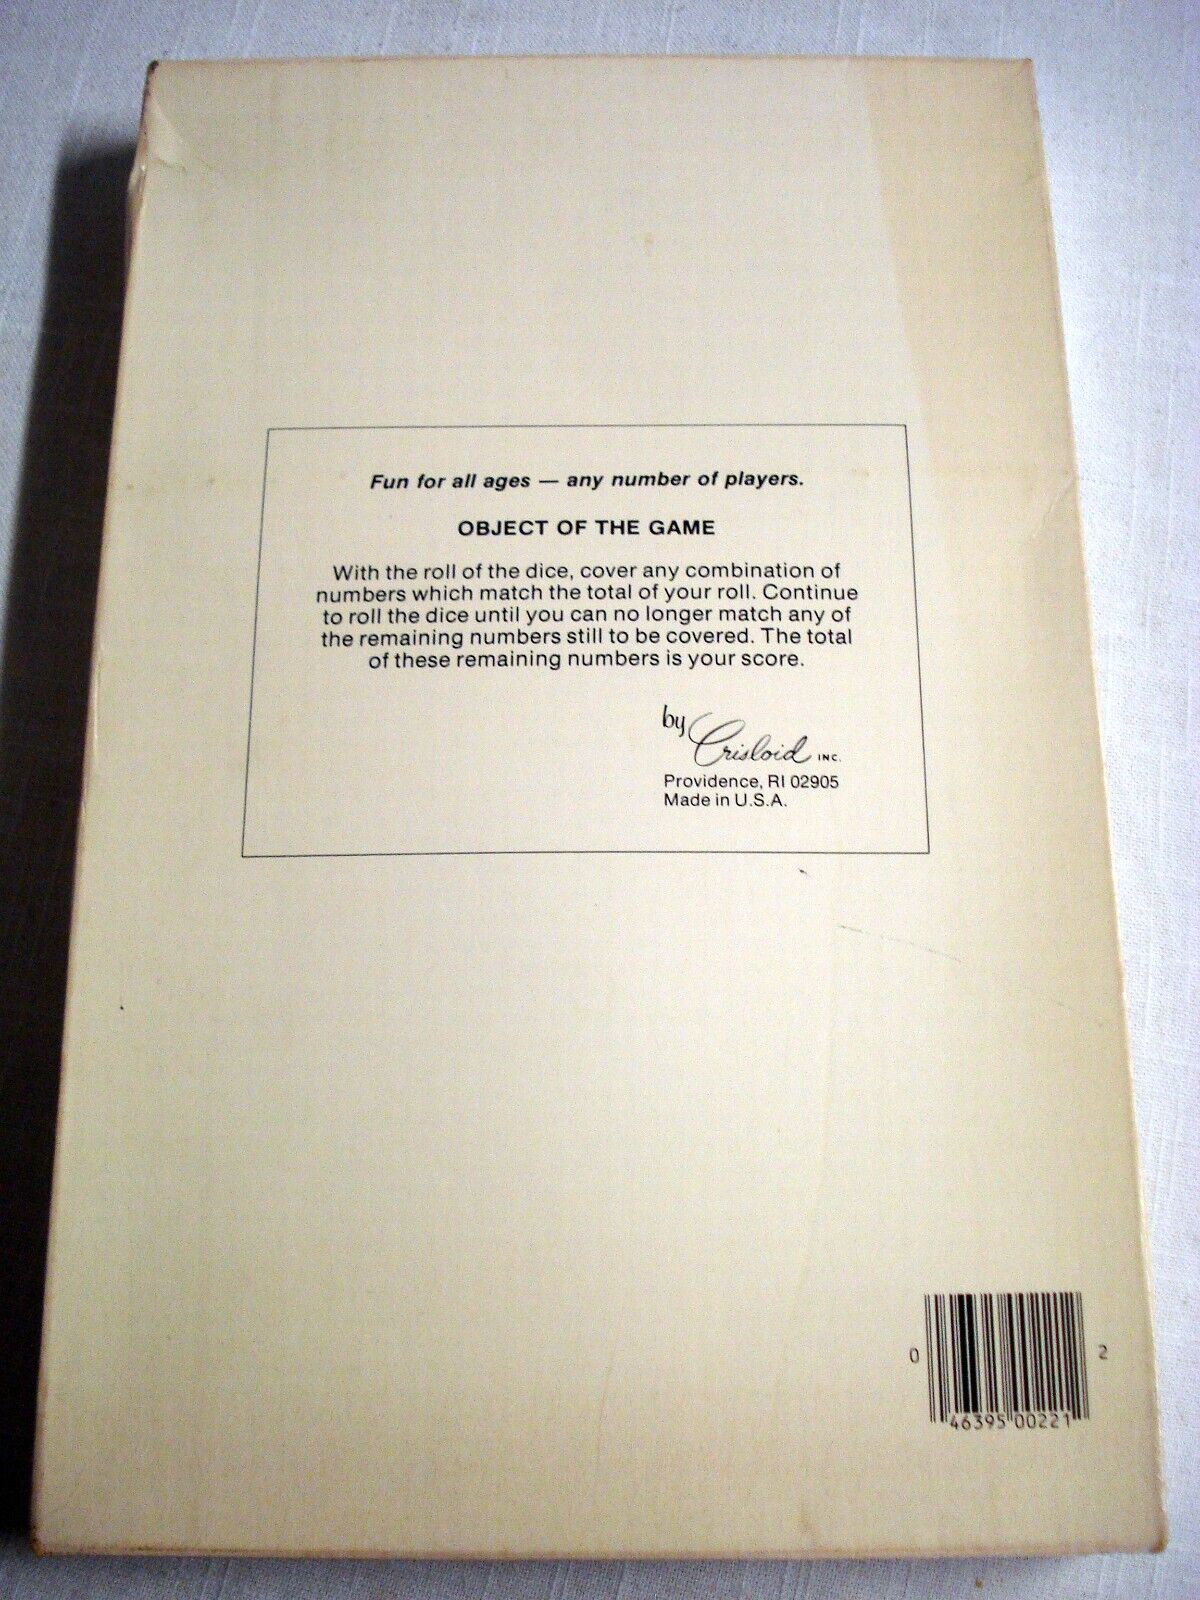 Fun for all ages — any number of players.
OBJECT OF THE GAME
With the roll of the dice, cover any combination of
numbers which match the total of your roll. Continue
to roll the dice until you can no longer match any of
the remaining numbers still to be covered. The total
of these remaining numbers is your score.
by Crisloid INC.
Providence, RI 02905
Made in U.S.A.
0 46395 00221 2